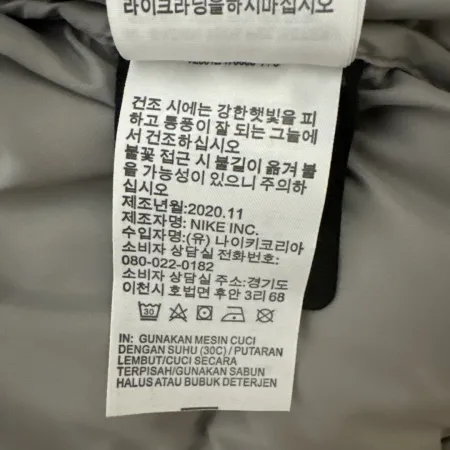 라이크라딩을하시마십시오
건조 시에는 강한햇빛을 피
하고 통풍이 잘 되는 그늘에
서 건조하십시오
불꽃 접근 시 불길이 옮겨 붙
을 가능성이 있으니 주의하
십시오
제조년월:2020.11
제조자명: NIKE INC.
수입자명:(유) 나이키코리아
소비자 상담실 전화번호:
080-022-0182
소비자 상담실 주소:경기도
이천시 호법면 후안 3리 68
30
IN: GUNAKAN MESIN CUCI
DENGAN SUHU (30C) / PUTARAN
LEMBUT/CUCI SECARA
TERPISAH/GUNAKAN SABUN
HALUS ATAU BUBUK DETERJEN